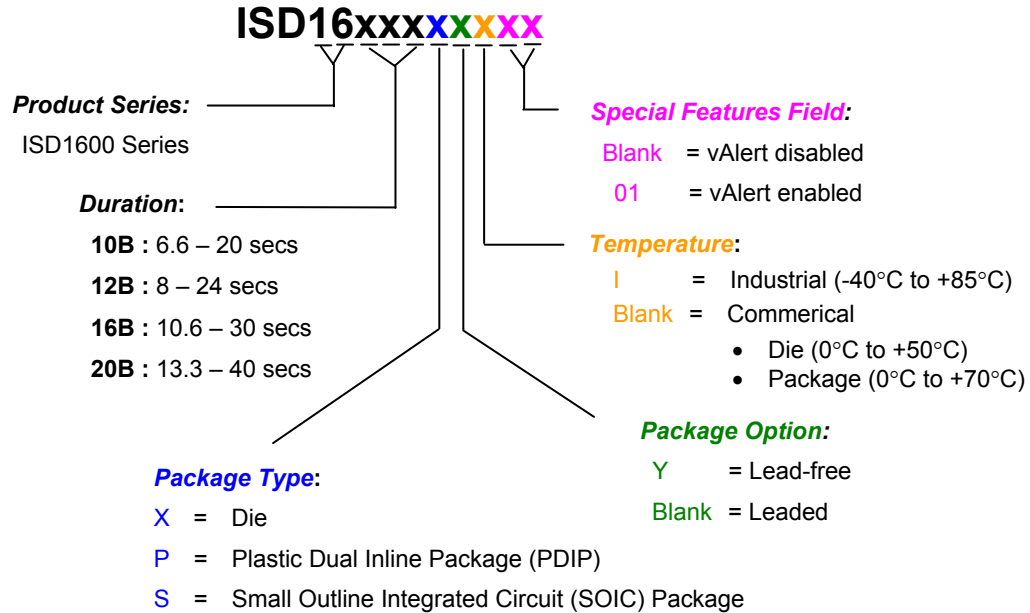 ISD16xxxxxxxx
Product Series:
ISD1600 Series
Duration:
10B : 6.6 – 20 secs
12B : 8 – 24 secs
16B : 10.6 – 30 secs
20B : 13.3 – 40 secs
Special Features Field:
Blank = vAlert disabled
01 = vAlert enabled
Temperature:
I = Industrial (-40°C to +85°C)
Blank = Commerical
• Die (0°C to +50°C)
• Package (0°C to +70°C)
Package Option:
Y = Lead-free
Blank = Leaded
Package Type:
X = Die
P = Plastic Dual Inline Package (PDIP)
S = Small Outline Integrated Circuit (SOIC) Package